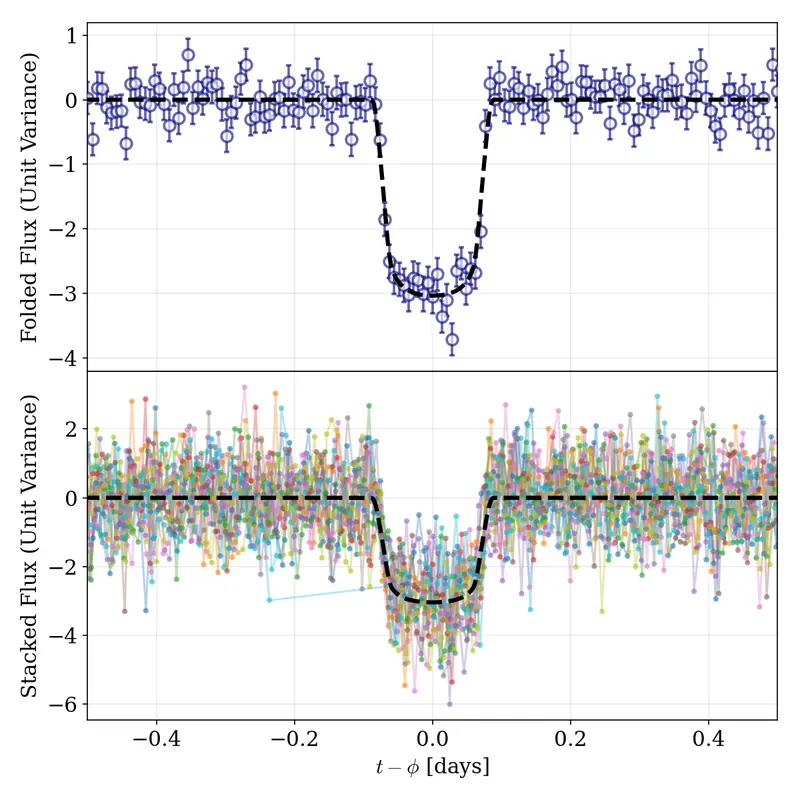 Folded Flux (Unit Variance)
1
0
−1
−2
−3
−4
Stacked Flux (Unit Variance)
2
0
−2
−4
−6
−0.4 −0.2 0.0 0.2 0.4
t − ϕ [days]